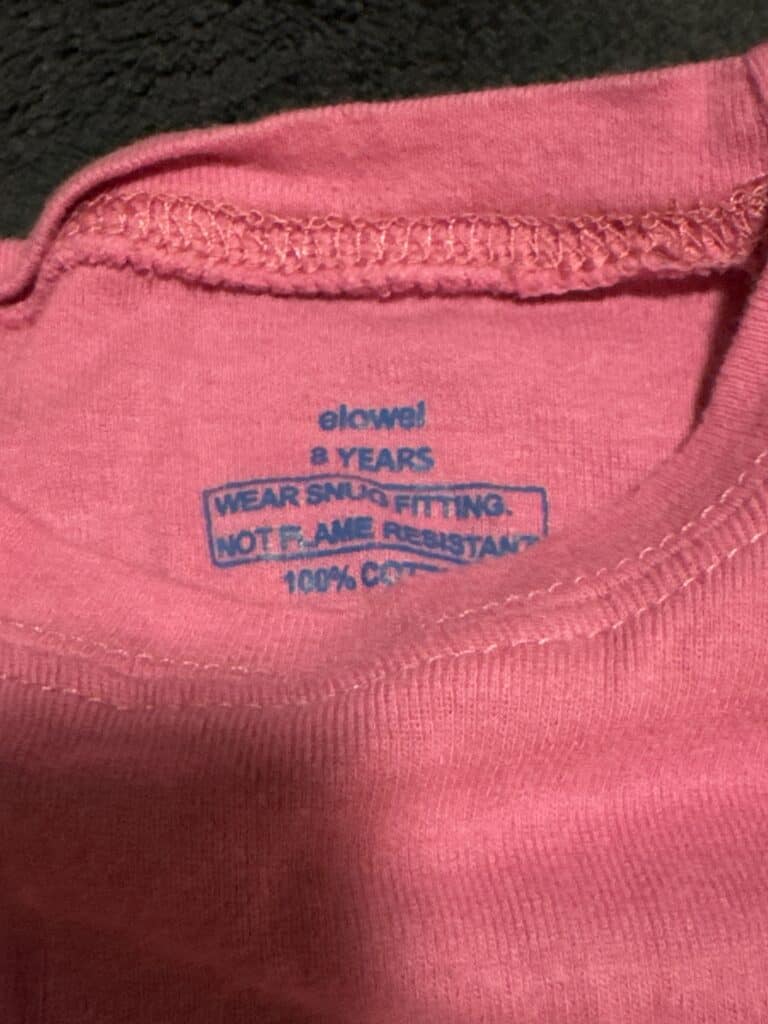 elowel
8 YEARS
WEAR SNUG FITTING.
NOT FLAME RESISTANT
100%